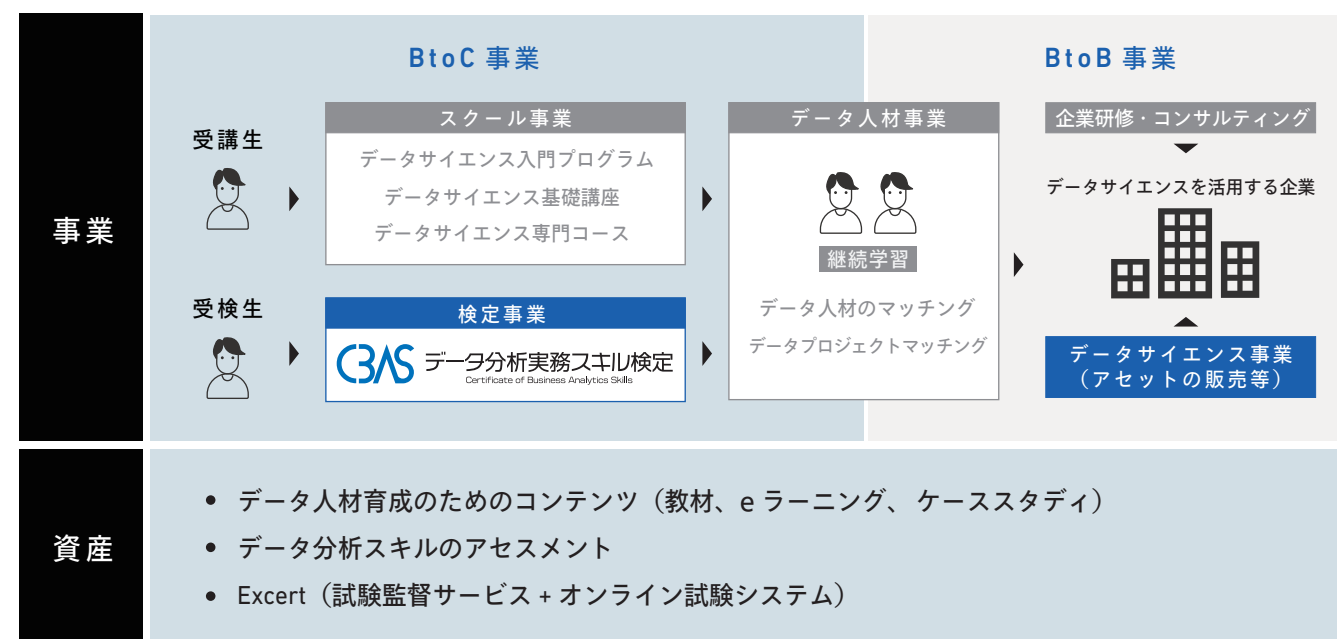 事業
BtoC 事業
受講生
スクール事業
データサイエンス入門プログラム
データサイエンス基礎講座
データサイエンス専門コース
受検生
検定事業
CBAS データ分析実務スキル検定
Certificate of Business Analytics Skills
データ人材事業
継続学習
データ人材のマッチング
データプロジェクトマッチング
BtoB 事業
企業研修・コンサルティング
データサイエンスを活用する企業
データサイエンス事業
（アセットの販売等）
資産
• データ人材育成のためのコンテンツ（教材、e ラーニング、ケーススタディ）
• データ分析スキルのアセスメント
• Excert（試験監督サービス + オンライン試験システム）